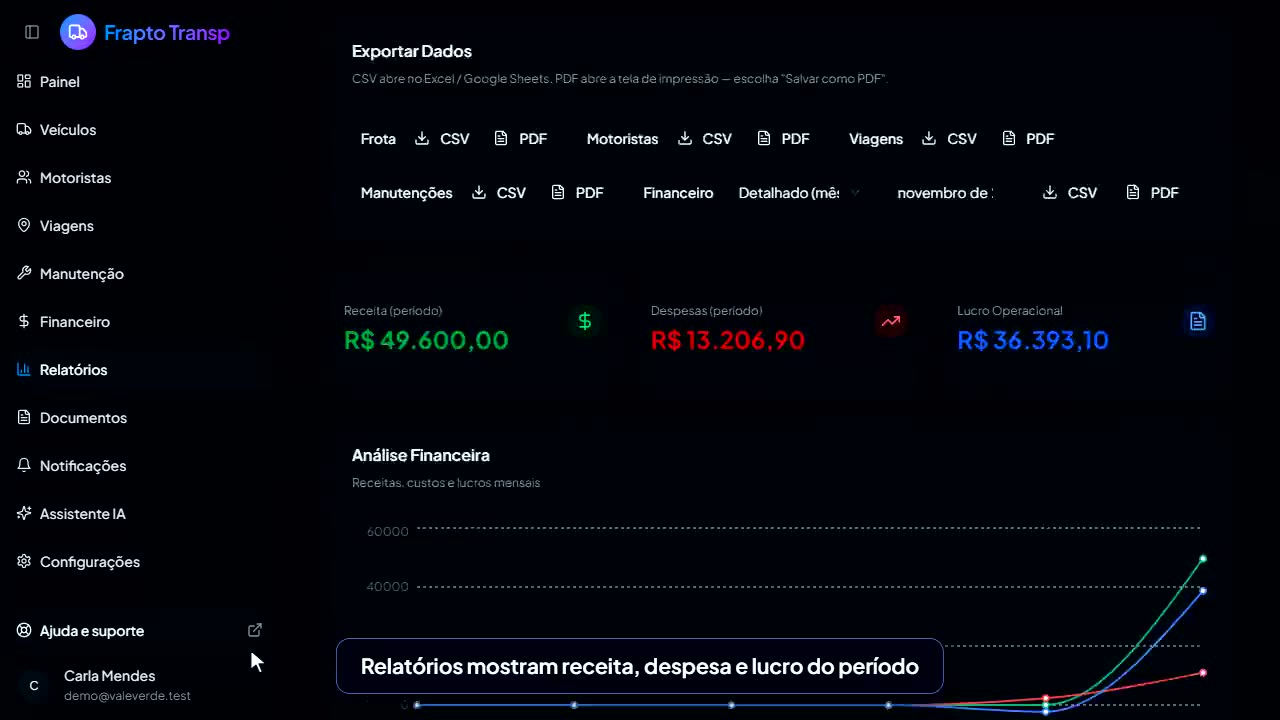 Frapto Transp
Painel
Veículos
Motoristas
Viagens
Manutenção
Financeiro
Relatórios
Documentos
Notificações
Assistente IA
Configurações
Ajuda e suporte
C
Carla Mendes
demo@valeverde.test
Exportar Dados
CSV abre no Excel / Google Sheets. PDF abre a tela de impressão — escolha "Salvar como PDF".
Frota CSV PDF Motoristas CSV PDF Viagens CSV PDF
Manutenções CSV PDF Financeiro Detalhado (mês novembro de CSV PDF
Receita (período)
R$ 49.600,00
Despesas (período)
R$ 13.206,90
Lucro Operacional
R$ 36.393,10
Análise Financeira
Receitas, custos e lucros mensais
60000
40000
0
Relatórios mostram receita, despesa e lucro do período